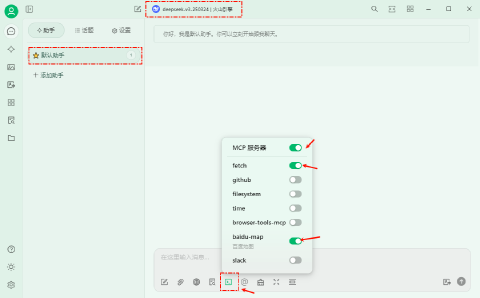 deepseek-v3-250324 | 火山引擎
助手
话题
设置
你好，我是默认助手。你可以立刻开始跟我聊天。
默认助手
1
+ 添加助手
MCP 服务器
fetch
github
filesystem
time
browser-tools-mcp
baidu-map
百度地图
slack
在这里输入消息...